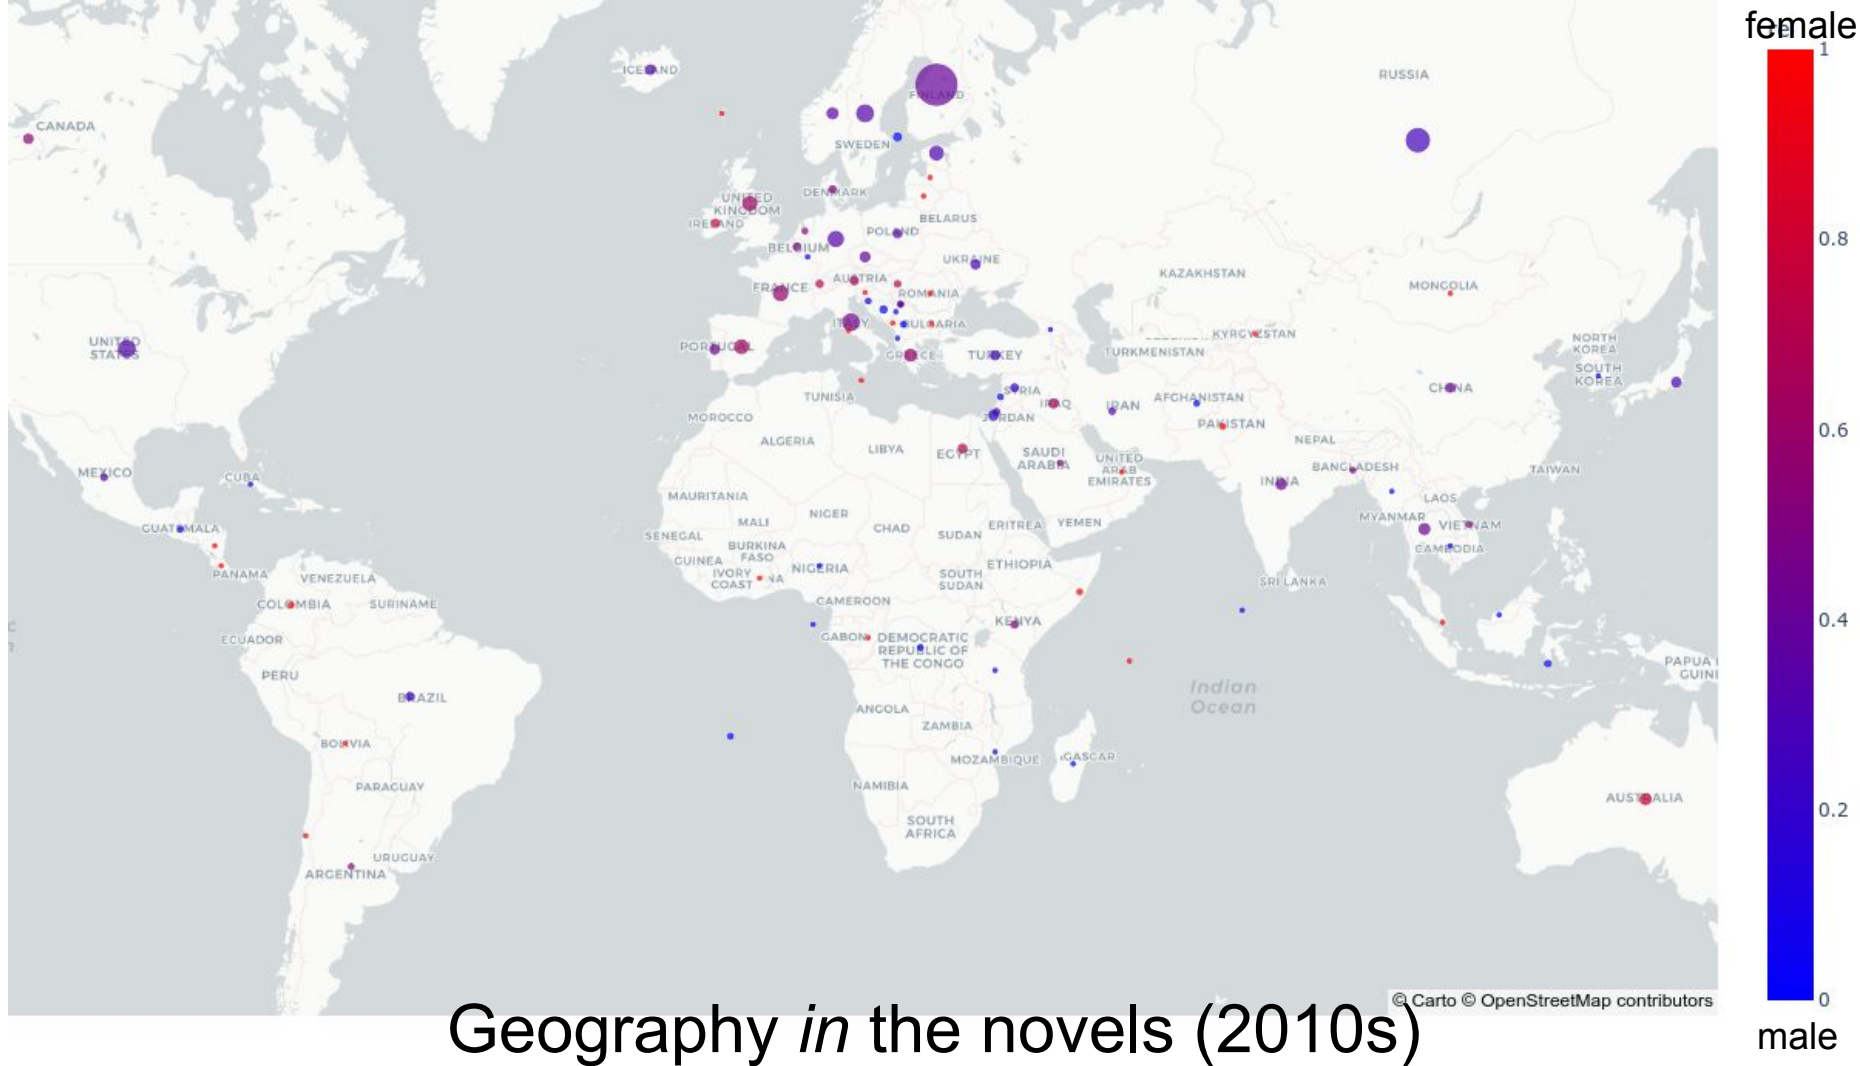 female
1
0.8
0.6
0.4
0.2
0
male
ICELAND
RUSSIA
FINLAND
CANADA
SWEDEN
DENMARK
UNITED
KINGDOM
IRELAND
BELARUS
POLAND
BELGIUM
UKRAINE
AUSTRIA
KAZAKHSTAN
FRANCE
ROMANIA
MONGOLIA
ITALY
BULGARIA
KYRGYZSTAN
UNITED
STATES
PORTUGAL
GREECE
TURKEY
TURKMENISTAN
NORTH
KOREA
SOUTH
KOREA
CHINA
TUNISIA
SYRIA
IRAQ
IRAN
AFGHANISTAN
MOROCCO
JORDAN
PAKISTAN
ALGERIA
LIBYA
EGYPT
NEPAL
SAUDI
ARABIA
UNITED
ARAB
EMIRATES
BANGLADESH
TAIWAN
MEXICO
CUBA
INDIA
MAURITANIA
LAOS
MALI
NIGER
CHAD
SUDAN
ERITREA
YEMEN
MYANMAR
VIETNAM
GUATEMALA
SENEGAL
BURKINA
FASO
GUINEA
IVORY
COAST
NA
NIGERIA
SOUTH
SUDAN
ETHIOPIA
CAMBODIA
PANAMA
VENEZUELA
SRI LANKA
COLOMBIA
SURINAME
CAMEROON
KENYA
ECUADOR
GABON
DEMOCRATIC
REPUBLIC OF
THE CONGO
PERU
PAPUA
GUIN
Indian
Ocean
BRAZIL
ANGOLA
ZAMBIA
BOLIVIA
MOZAMBIQUE
GASCAR
PARAGUAY
NAMIBIA
AUSTRALIA
SOUTH
AFRICA
URUGUAY
ARGENTINA
© Carto © OpenStreetMap contributors
Geography in the novels (2010s)